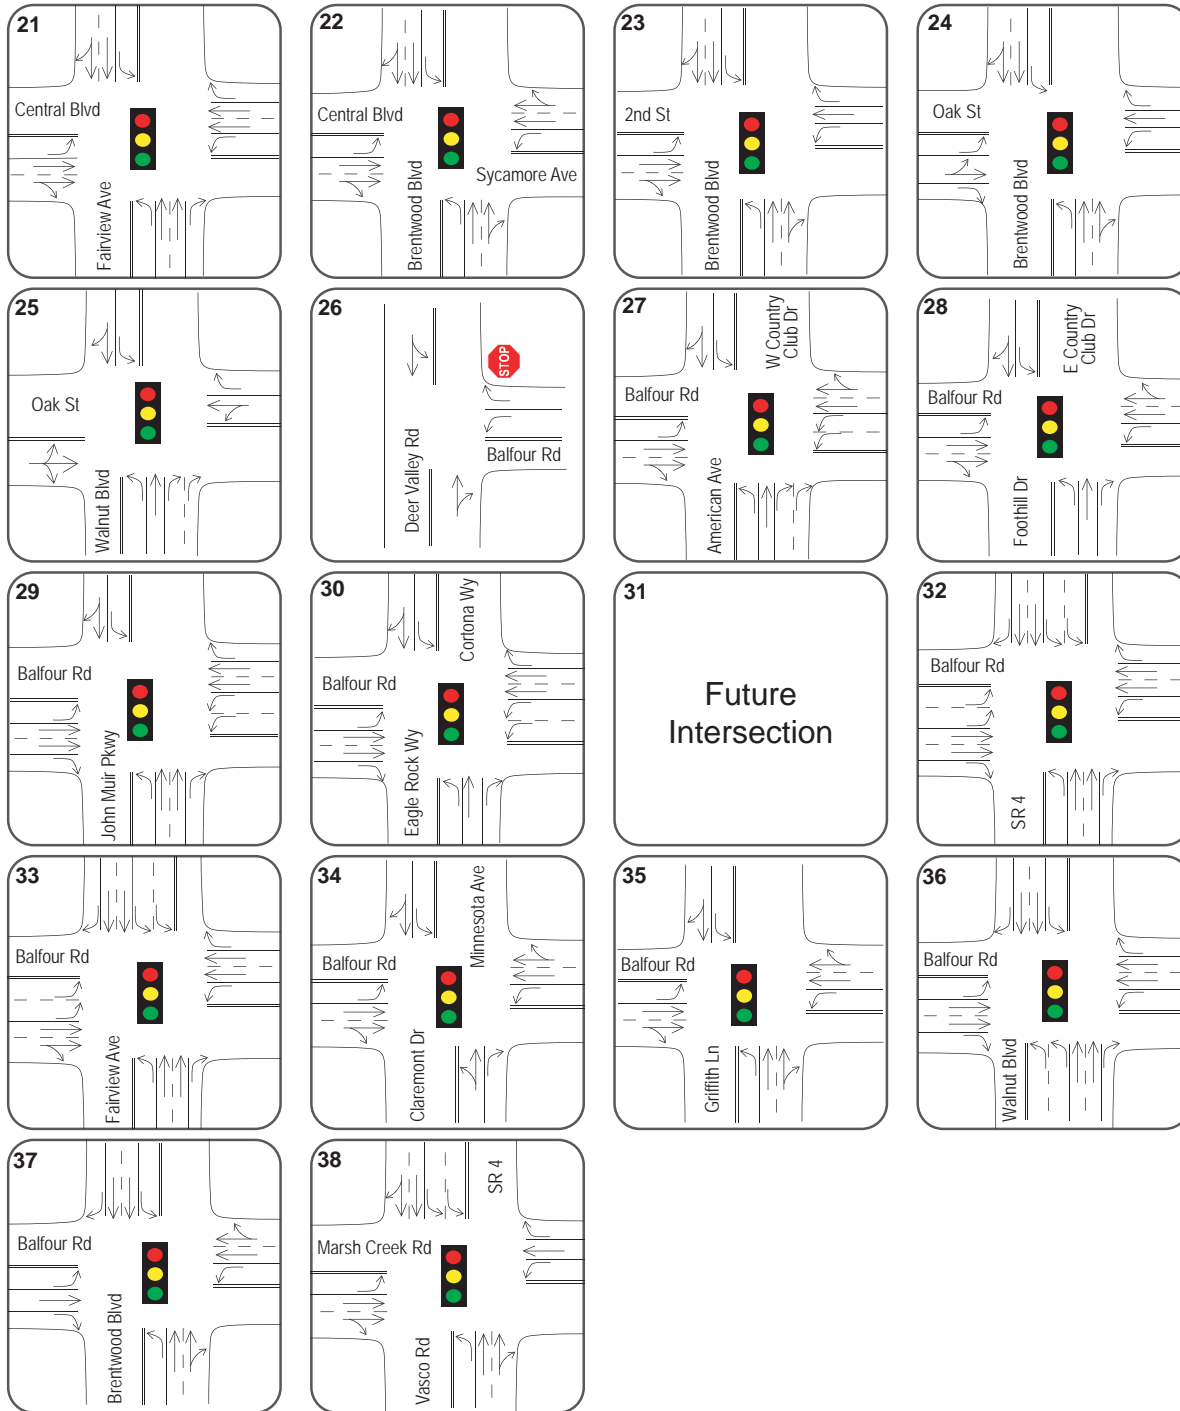 21
Central Blvd
Fairview Ave
22
Central Blvd
Brentwood Blvd
Sycamore Ave
23
2nd St
Brentwood Blvd
24
Oak St
Brentwood Blvd
25
Oak St
Walnut Blvd
26
STOP
Deer Valley Rd
Balfour Rd
27
W Country
Club Dr
Balfour Rd
American Ave
28
E Country
Club Dr
Balfour Rd
Foothill Dr
29
Balfour Rd
John Muir Pkwy
30
Cortona Wy
Balfour Rd
Eagle Rock Wy
31
Future
Intersection
32
Balfour Rd
SR 4
33
Balfour Rd
Fairview Ave
34
Minnesota Ave
Balfour Rd
Claremont Dr
35
Balfour Rd
Griffith Ln
36
Balfour Rd
Walnut Blvd
37
Balfour Rd
Brentwood Blvd
38
SR 4
Marsh Creek Rd
Vasco Rd